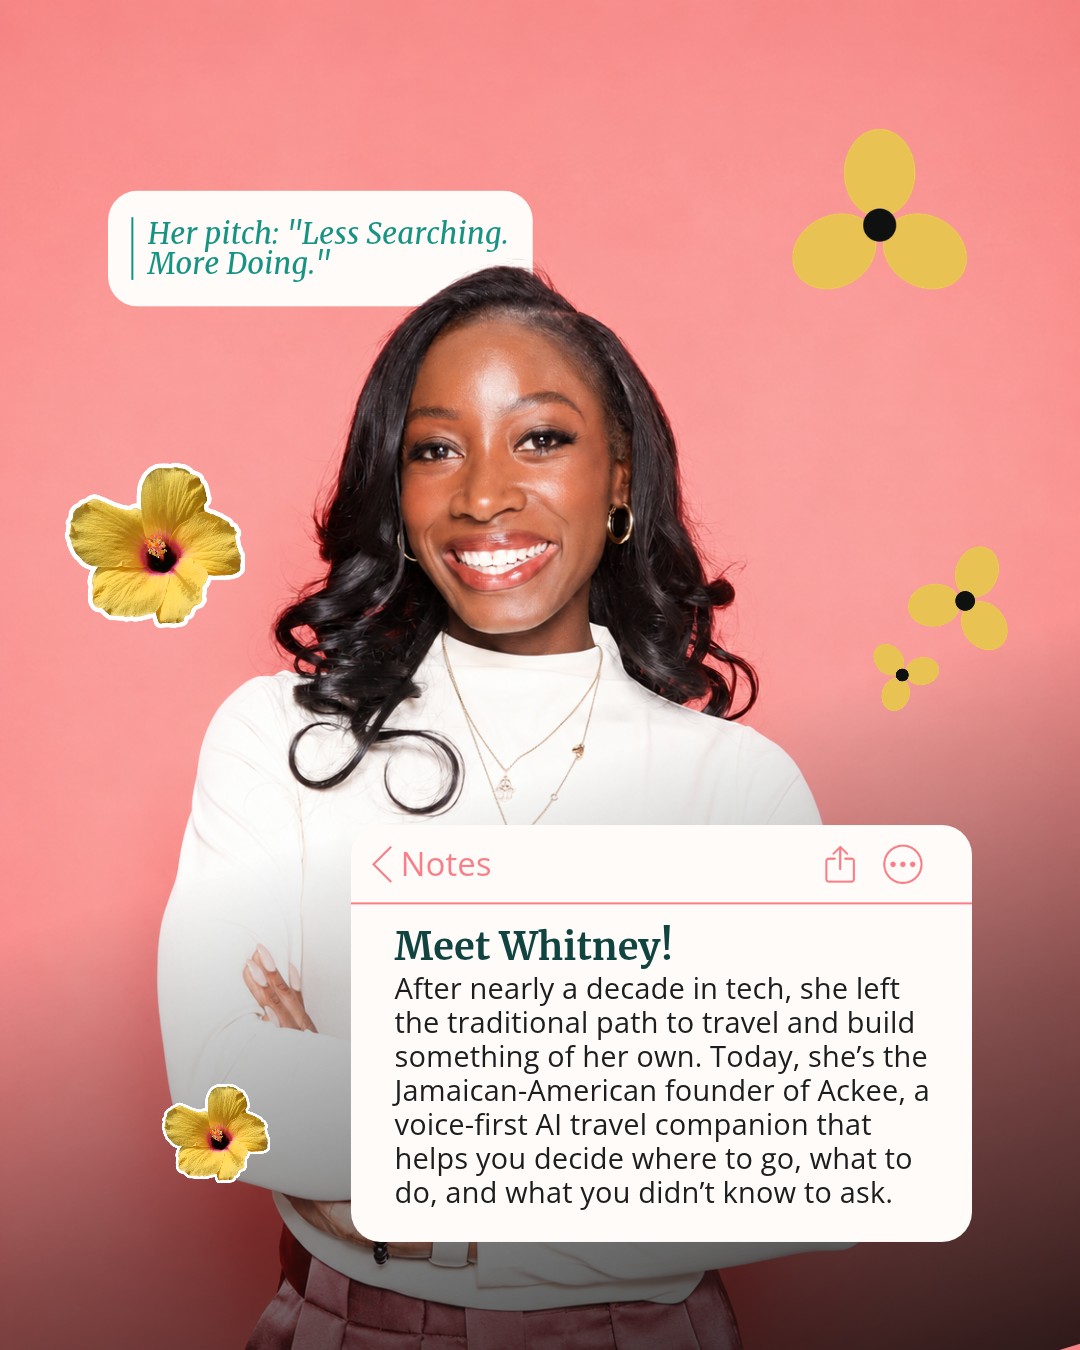 Her pitch: "Less Searching.
More Doing."
Notes
Meet Whitney!
After nearly a decade in tech, she left
the traditional path to travel and build
something of her own. Today, she’s the
Jamaican-American founder of Ackee, a
voice-first AI travel companion that
helps you decide where to go, what to
do, and what you didn’t know to ask.